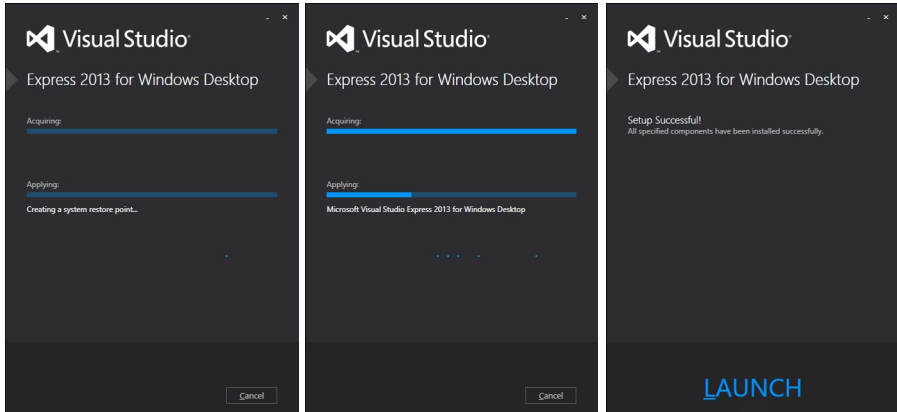 Visual Studio
Express 2013 for Windows Desktop
Acquiring:
Applying:
Creating a system restore point...
Cancel
Visual Studio
Express 2013 for Windows Desktop
Acquiring:
Applying:
Microsoft Visual Studio Express 2013 for Windows Desktop
Cancel
Visual Studio
Express 2013 for Windows Desktop
Setup Successful!
All specified components have been installed successfully.
LAUNCH